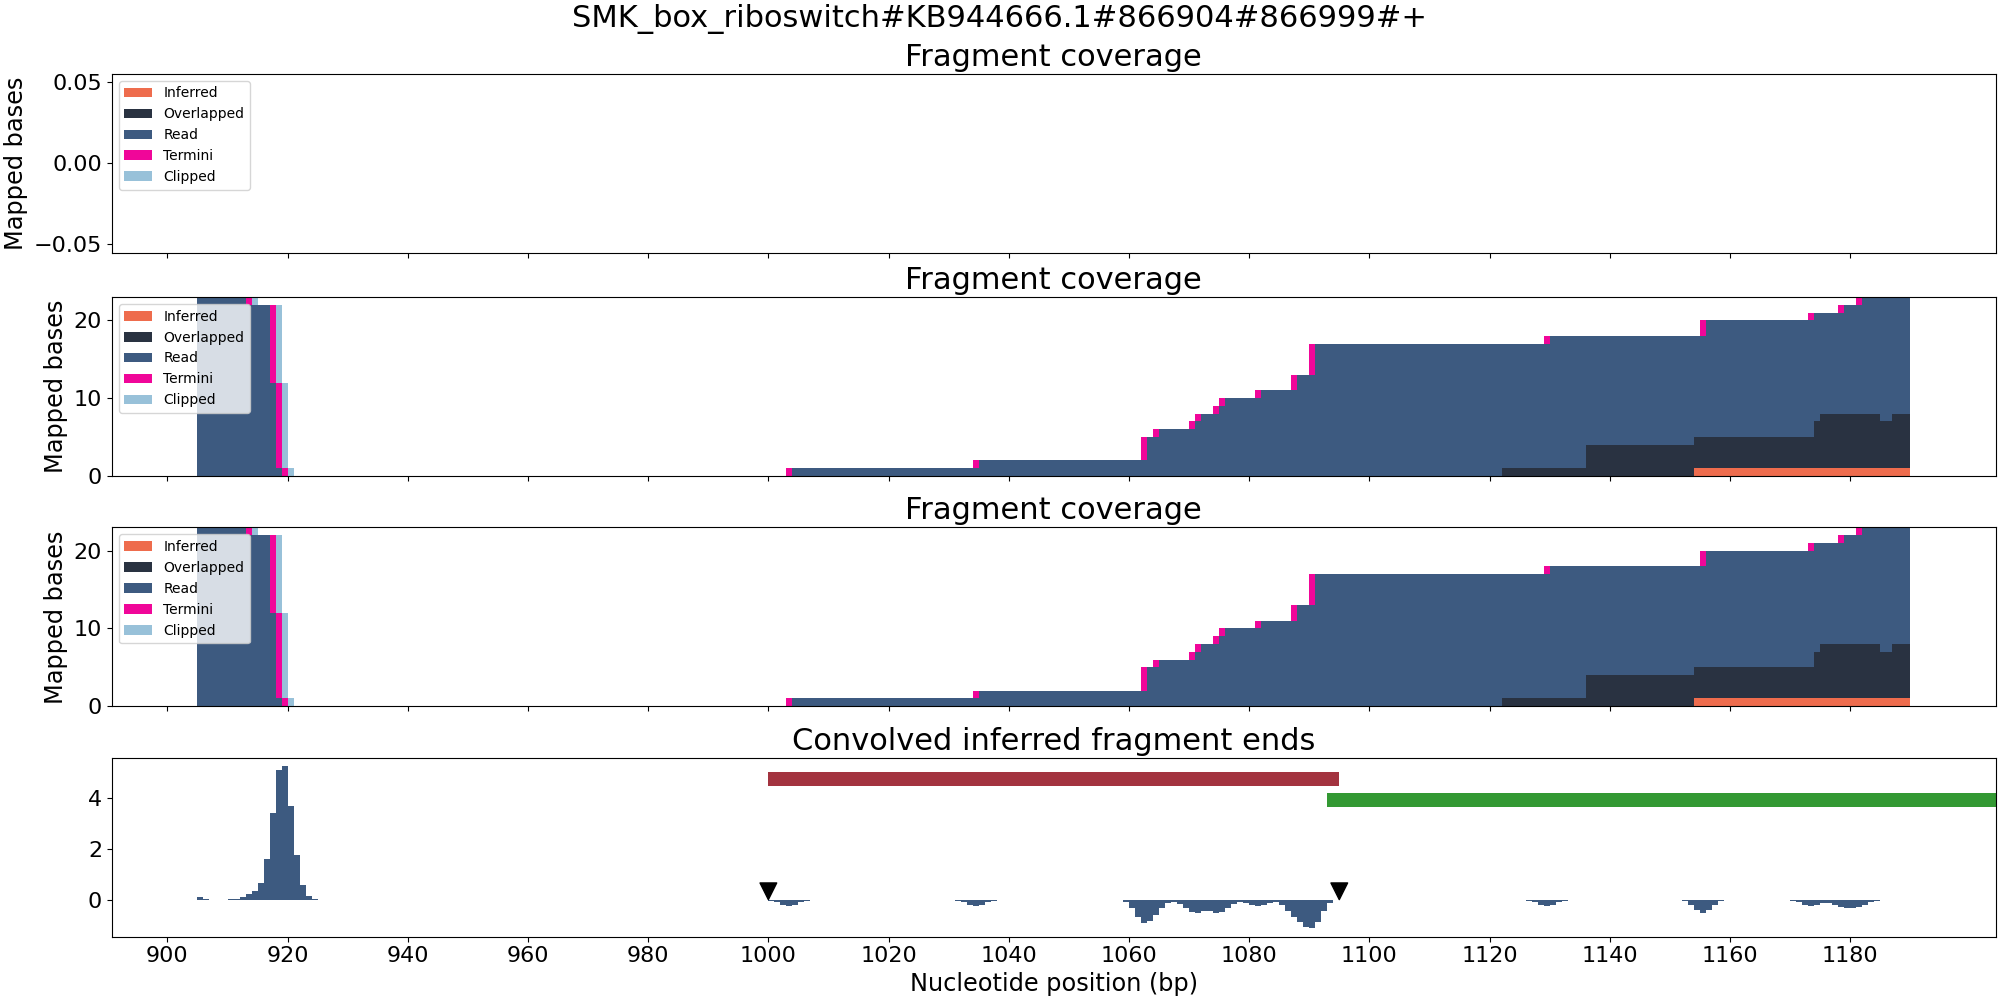 SMK_box_riboswitch#KB944666.1#866904#866999#+
Fragment coverage
Mapped bases
0.05
0.00
−0.05
Inferred
Overlapped
Read
Termini
Clipped
Fragment coverage
Mapped bases
20
10
0
Inferred
Overlapped
Read
Termini
Clipped
Fragment coverage
Mapped bases
20
10
0
Inferred
Overlapped
Read
Termini
Clipped
Convolved inferred fragment ends
4
2
0
900 920 940 960 980 1000 1020 1040 1060 1080 1100 1120 1140 1160 1180
Nucleotide position (bp)